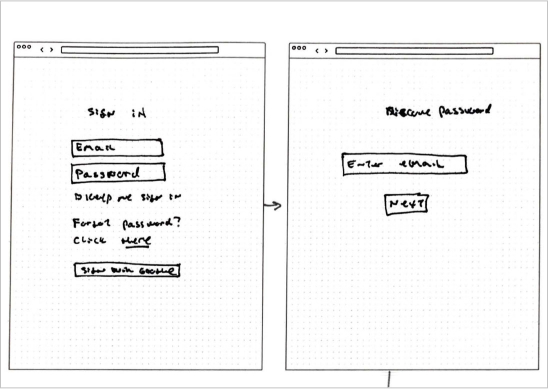 SIGN IN
Email
Password
keep me sign in
Forgot password?
Click here
Sign with Google
password
Enter email
Next